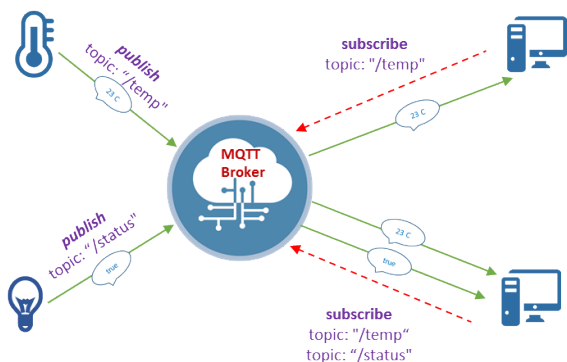 publish
topic: “/temp”
23 C
subscribe
topic: "/temp"
23 C
MQTT
Broker
publish
topic: “/status"
true
23 C
true
subscribe
topic: "/temp“
topic: “/status"